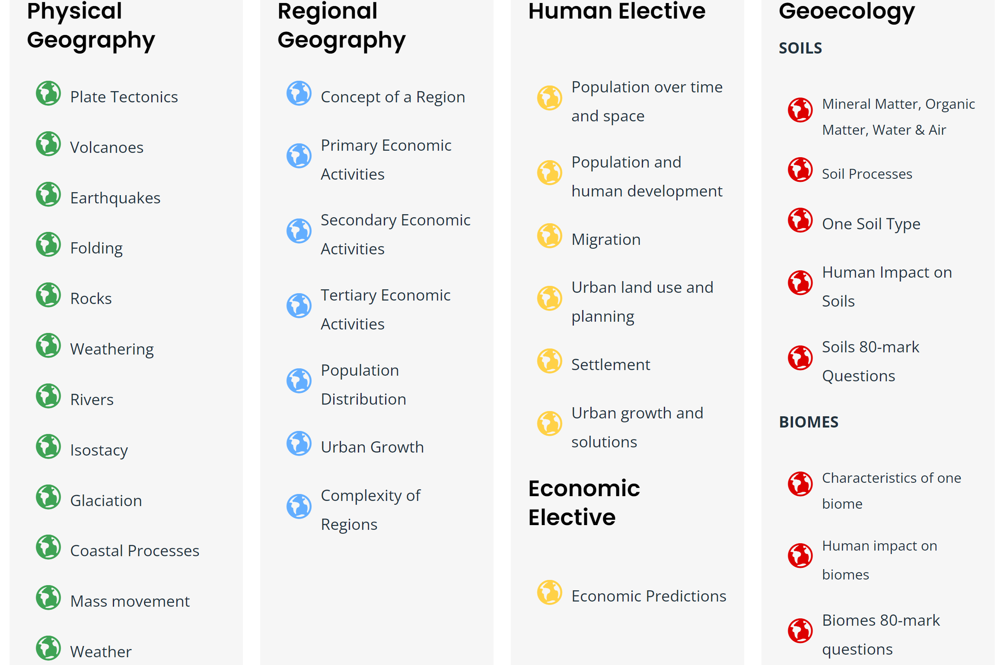 Physical
Geography
Plate Tectonics
Volcanoes
Earthquakes
Folding
Rocks
Weathering
Rivers
Isostacy
Glaciation
Coastal Processes
Mass movement
Weather
Regional
Geography
Concept of a Region
Primary Economic
Activities
Secondary Economic
Activities
Tertiary Economic
Activities
Population
Distribution
Urban Growth
Complexity of
Regions
Human Elective
Population over time
and space
Population and
human development
Migration
Urban land use and
planning
Settlement
Urban growth and
solutions
Economic
Elective
Economic Predictions
Geoecology
SOILS
Mineral Matter, Organic
Matter, Water & Air
Soil Processes
One Soil Type
Human Impact on
Soils
Soils 80-mark
Questions
BIOMES
Characteristics of one
biome
Human impact on
biomes
Biomes 80-mark
questions